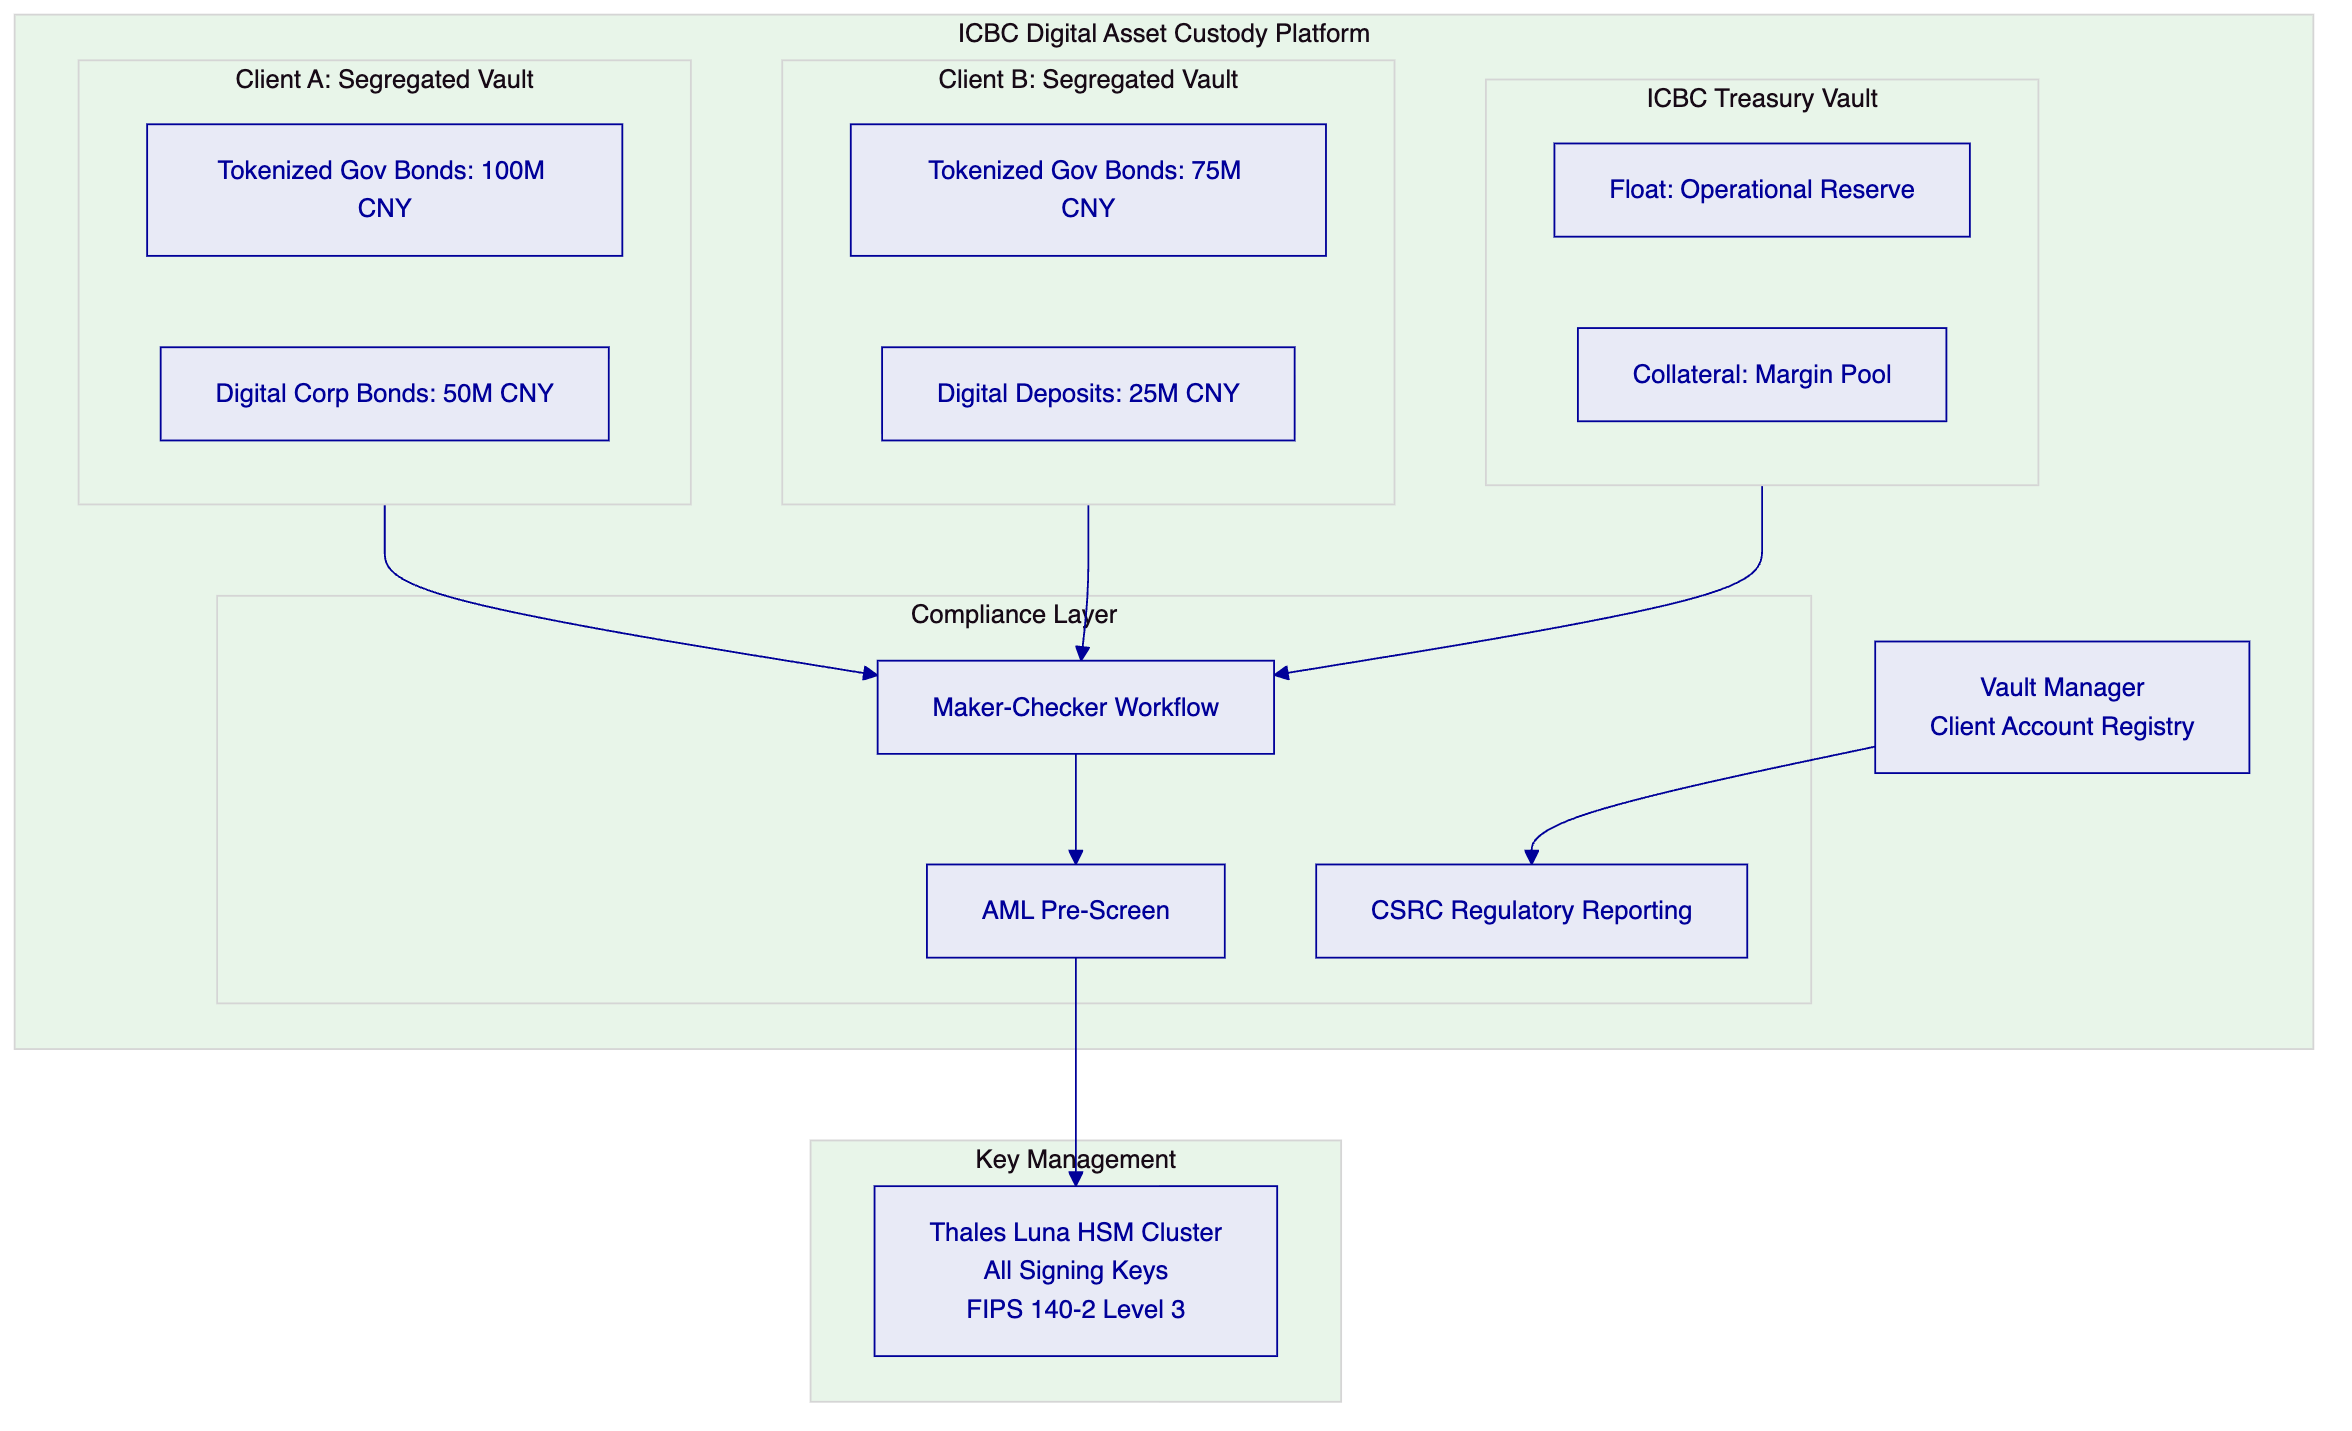 ICBC Digital Asset Custody Platform
Client A: Segregated Vault
Tokenized Gov Bonds: 100M
CNY
Digital Corp Bonds: 50M CNY
Client B: Segregated Vault
Tokenized Gov Bonds: 75M
CNY
Digital Deposits: 25M CNY
ICBC Treasury Vault
Float: Operational Reserve
Collateral: Margin Pool
Compliance Layer
Maker-Checker Workflow
Vault Manager
Client Account Registry
AML Pre-Screen
CSRC Regulatory Reporting
Key Management
Thales Luna HSM Cluster
All Signing Keys
FIPS 140-2 Level 3